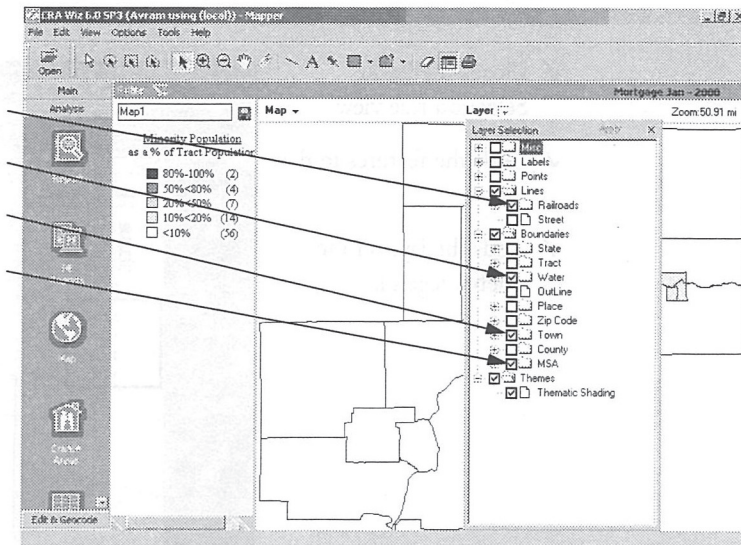 CRA Wiz 6.0 SP3 (Avram using (local)) - Mapper
File Edit View Options Tools Help
Open
Main
Analysis
Map
Edit & Geocode
Mortgage Jan - 2000
Map1
Minority Population
as a % of Tract Population
80%-100% (2)
50%<80% (4)
20%<50% (7)
10%<20% (14)
<10% (56)
Map
Layer
Zoom:50.91 mi
Layer Selection
Misc
Labels
Points
Lines
Railroads
Street
Boundaries
State
Tract
Water
OutLine
Place
Zip Code
Town
County
MSA
Themes
Thematic Shading